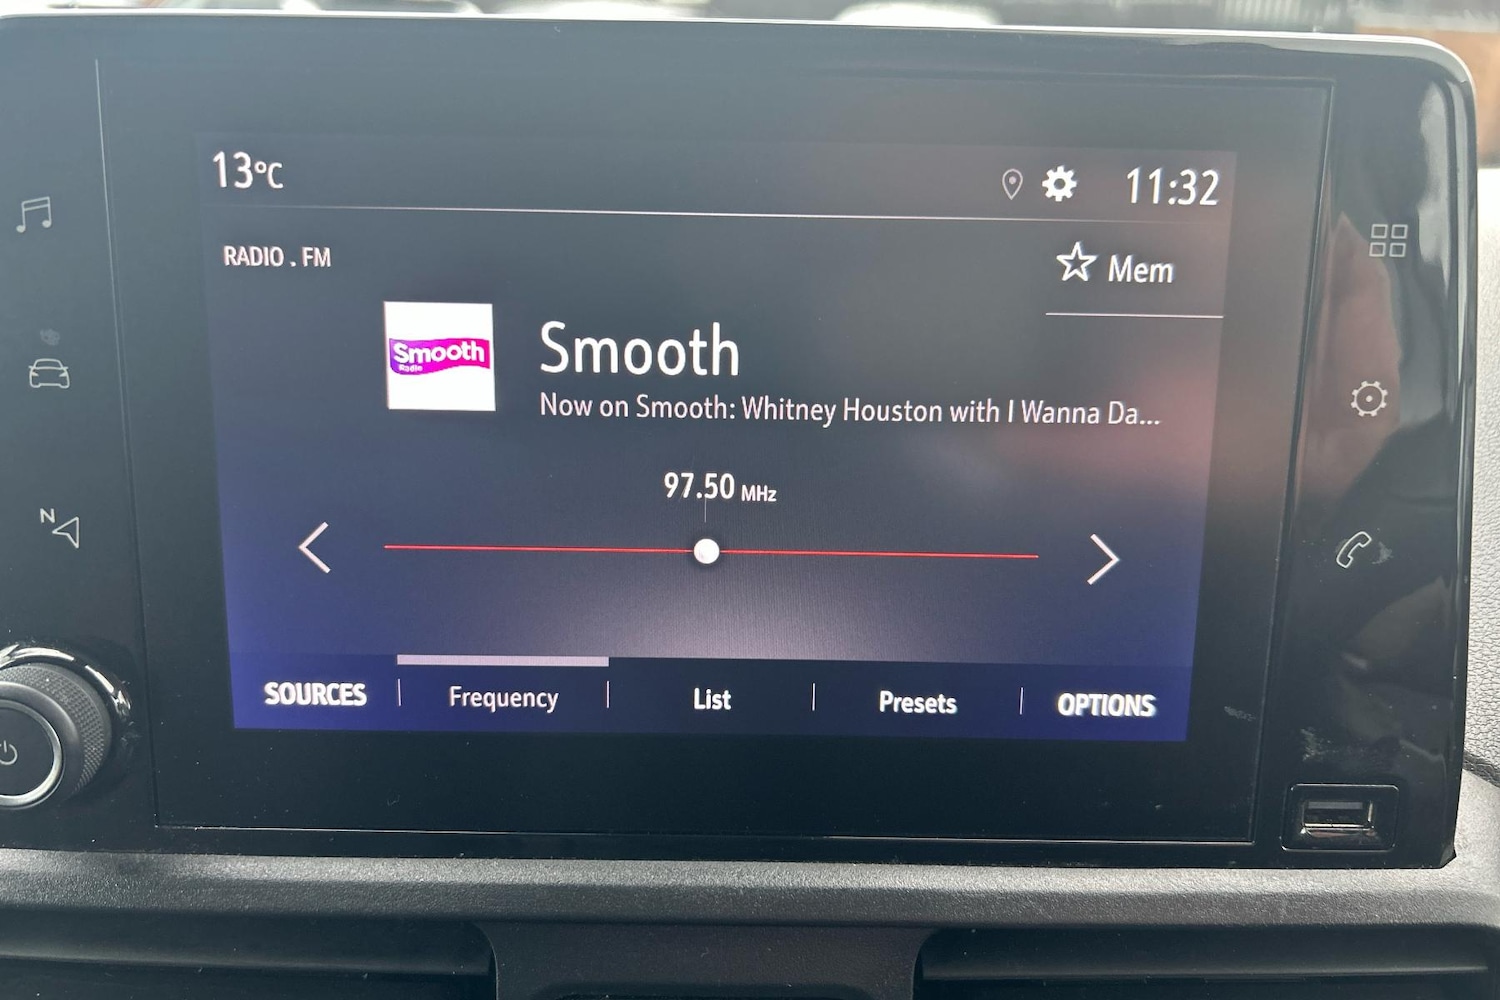 13°C
11:32
RADIO . FM
Mem
Smooth
Radio
Smooth
Now on Smooth: Whitney Houston with I Wanna Da...
97.50 MHz
N
SOURCES
Frequency
List
Presets
OPTIONS